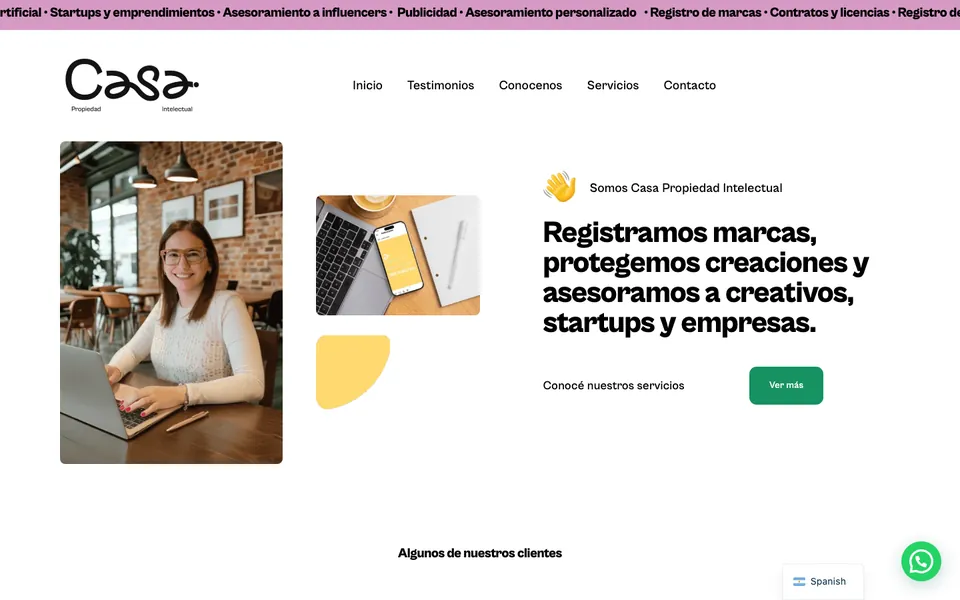 • Startups y emprendimientos • Asesoramiento a influencers • Publicidad • Asesoramiento personalizado • Registro de marcas • Contratos y licencias • Registro
Casa
Propiedad Intelectual
Inicio
Testimonios
Conocenos
Servicios
Contacto
Somos Casa Propiedad Intelectual
Registramos marcas,
protegemos creaciones y
asesoramos a creativos,
startups y empresas.
Conocé nuestros servicios
Ver más
Algunos de nuestros clientes
Spanish